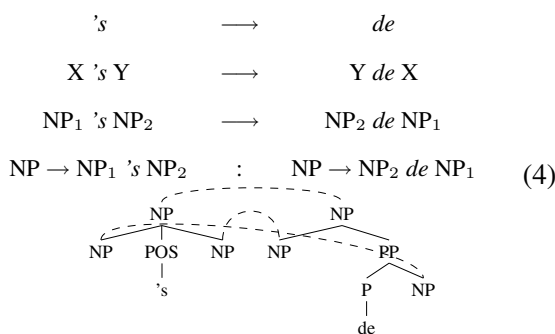 's ⟶ de
X 's Y ⟶ Y de X
NP₁ 's NP₂ ⟶ NP₂ de NP₁
NP → NP₁ 's NP₂ : NP → NP₂ de NP₁ (4)
NP NP
NP POS NP NP PP
's P NP
de